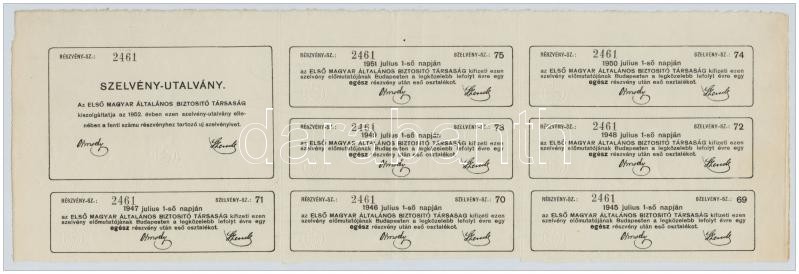 RÉSZVÉNY-SZ.: 2461
SZELVÉNY-UTALVÁNY.
AZ ELSŐ MAGYAR ÁLTALÁNOS BIZTOSITÓ TÁRSASÁG
kiszolgáltatja az 1952. évben ezen szelvény-utalvány elle-
nében a fenti számu részvényhez tartozó uj szelvényivet.
RÉSZVÉNY-SZ.: 2461 SZELVÉNY-SZ.: 75
1951 julius 1-ső napján
az ELSŐ MAGYAR ÁLTALÁNOS BIZTOSITÓ TÁRSASÁG kifizeti ezen
szelvény előmutatójának Budapesten a legközelebb lefolyt évre egy
egész részvény után eső osztalékot.
RÉSZVÉNY-SZ.: 2461 SZELVÉNY-SZ.: 74
1950 julius 1-ső napján
az ELSŐ MAGYAR ÁLTALÁNOS BIZTOSITÓ TÁRSASÁG kifizeti ezen
szelvény előmutatójának Budapesten a legközelebb lefolyt évre egy
egész részvény után eső osztalékot.
RÉSZVÉNY-SZ.: 2461 SZELVÉNY-SZ.: 73
julius 1-ső napján
az ELSŐ MAGYAR ÁLTALÁNOS BIZTOSITÓ TÁRSASÁG kifizeti ezen
szelvény előmutatójának Budapesten a legközelebb lefolyt évre egy
egész részvény után eső osztalékot.
RÉSZVÉNY-SZ.: 2461 SZELVÉNY-SZ.: 72
1948 julius 1-ső napján
az ELSŐ MAGYAR ÁLTALÁNOS BIZTOSITÓ TÁRSASÁG kifizeti ezen
szelvény előmutatójának Budapesten a legközelebb lefolyt évre egy
egész részvény után eső osztalékot.
RÉSZVÉNY-SZ.: 2461 SZELVÉNY-SZ.: 71
1947 julius 1-ső napján
az ELSŐ MAGYAR ÁLTALÁNOS BIZTOSITÓ TÁRSASÁG kifizeti ezen
szelvény előmutatójának Budapesten a legközelebb lefolyt évre egy
egész részvény után eső osztalékot.
RÉSZVÉNY-SZ.: 2461 SZELVÉNY-SZ.: 70
1946 julius 1-ső napján
az ELSŐ MAGYAR ÁLTALÁNOS BIZTOSITÓ TÁRSASÁG kifizeti ezen
szelvény előmutatójának Budapesten a legközelebb lefolyt évre egy
egész részvény után eső osztalékot.
RÉSZVÉNY-SZ.: 2461 SZELVÉNY-SZ.: 69
1945 julius 1-ső napján
az ELSŐ MAGYAR ÁLTALÁNOS BIZTOSITÓ TÁRSASÁG kifizeti ezen
szelvény előmutatójának Budapesten a legközelebb lefolyt évre egy
egész részvény után eső osztalékot.
darabanth